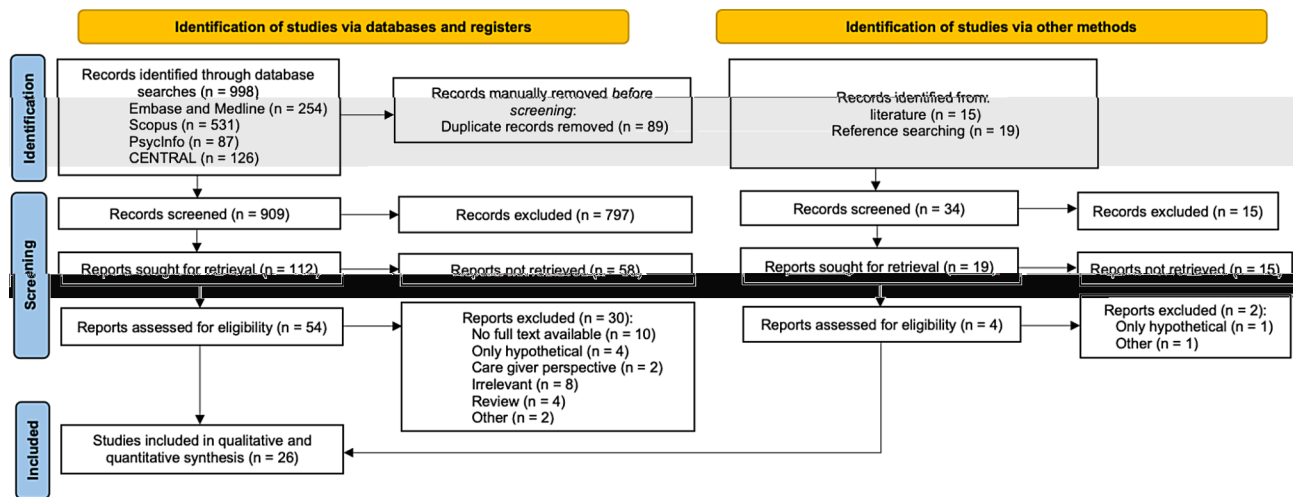 Identification of studies via databases and registers
Identification of studies via other methods
Identification
Records identified through database
searches (n = 998)
Embase and Medline (n = 254)
Scopus (n = 531)
PsycInfo (n = 87)
CENTRAL (n = 126)
Records manually removed before
screening:
Duplicate records removed (n = 89)
Records identified from:
literature (n = 15)
Reference searching (n = 19)
Screening
Records screened (n = 909)
Records excluded (n = 797)
Records screened (n = 34)
Records excluded (n = 15)
Reports sought for retrieval (n = 112)
Reports not retrieved (n = 58)
Reports sought for retrieval (n = 19)
Reports not retrieved (n = 15)
Reports assessed for eligibility (n = 54)
Reports excluded (n = 30):
No full text available (n = 10)
Only hypothetical (n = 4)
Care giver perspective (n = 2)
Irrelevant (n = 8)
Review (n = 4)
Other (n = 2)
Reports assessed for eligibility (n = 4)
Reports excluded (n = 2):
Only hypothetical (n = 1)
Other (n = 1)
Included
Studies included in qualitative and
quantitative synthesis (n = 26)